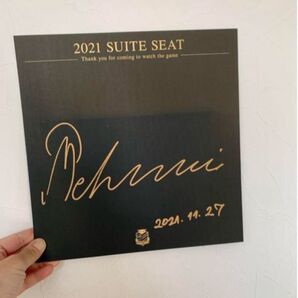 2021 SUITE SEAT
Thank you for coming to watch the game
2021.11.27